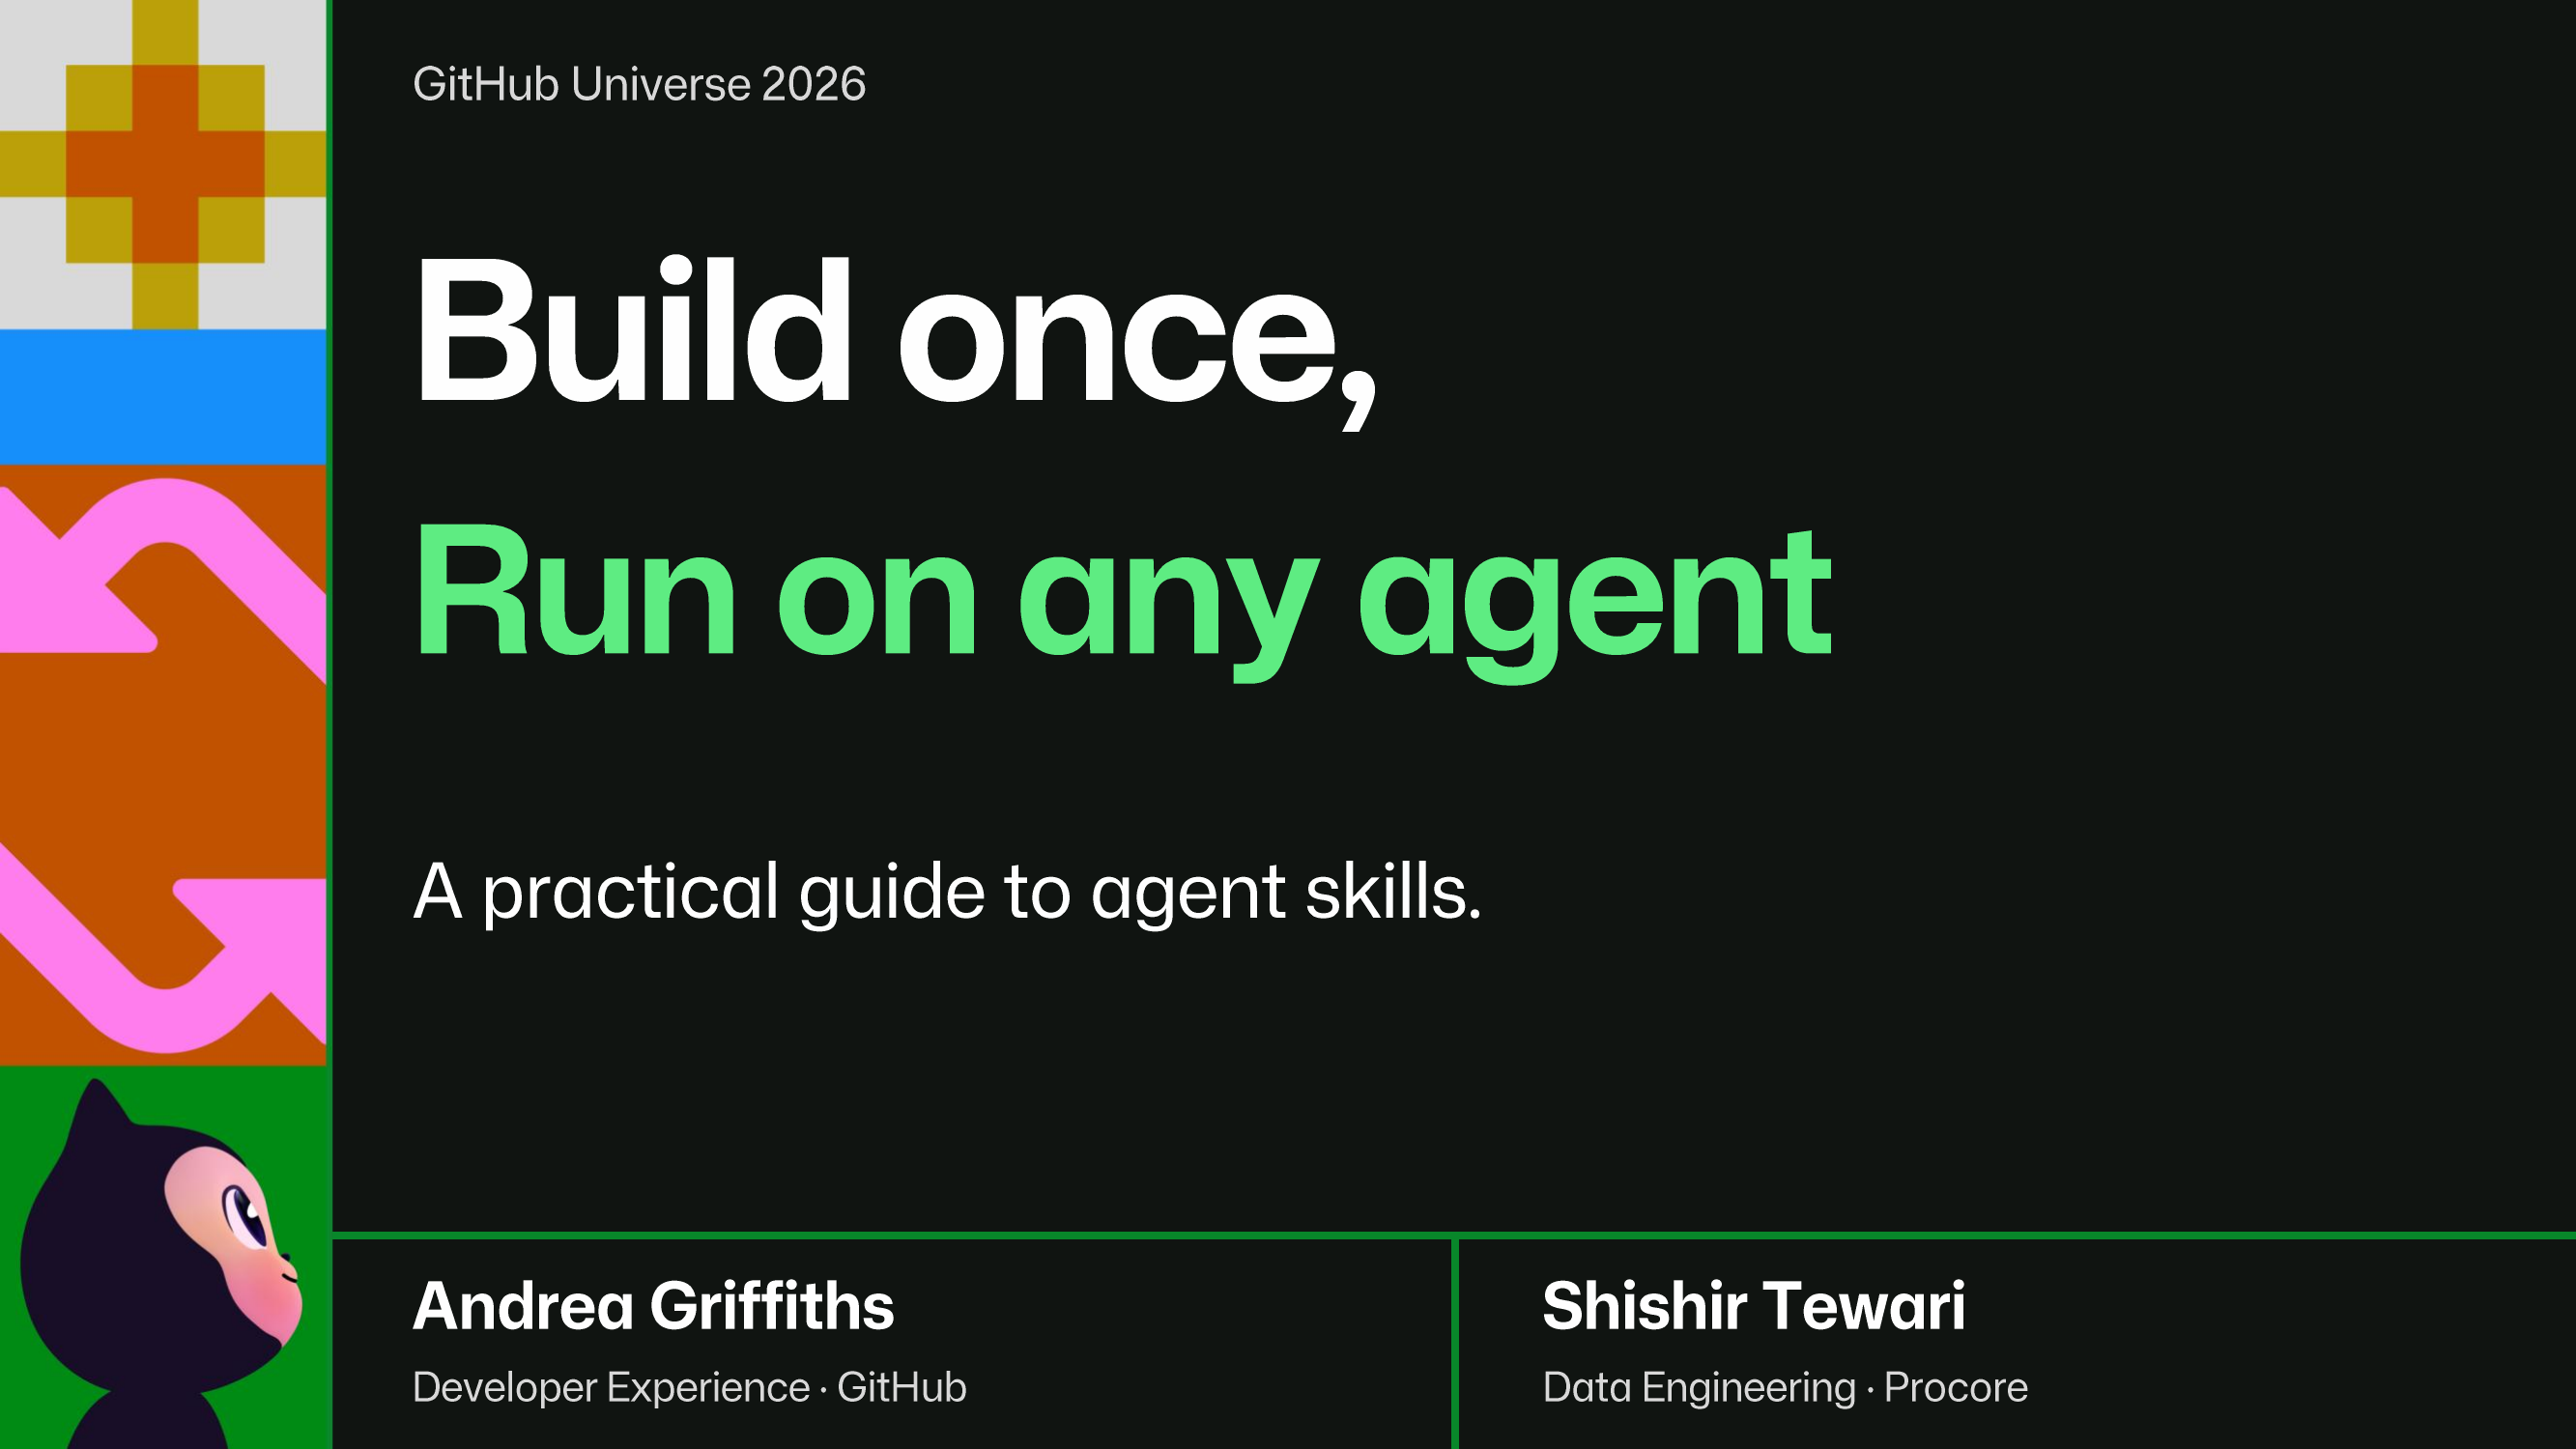 GitHub Universe 2026
Build once,
Run on any agent
A practical guide to agent skills.
Andrea Griffiths
Developer Experience · GitHub
Shishir Tewari
Data Engineering · Procore